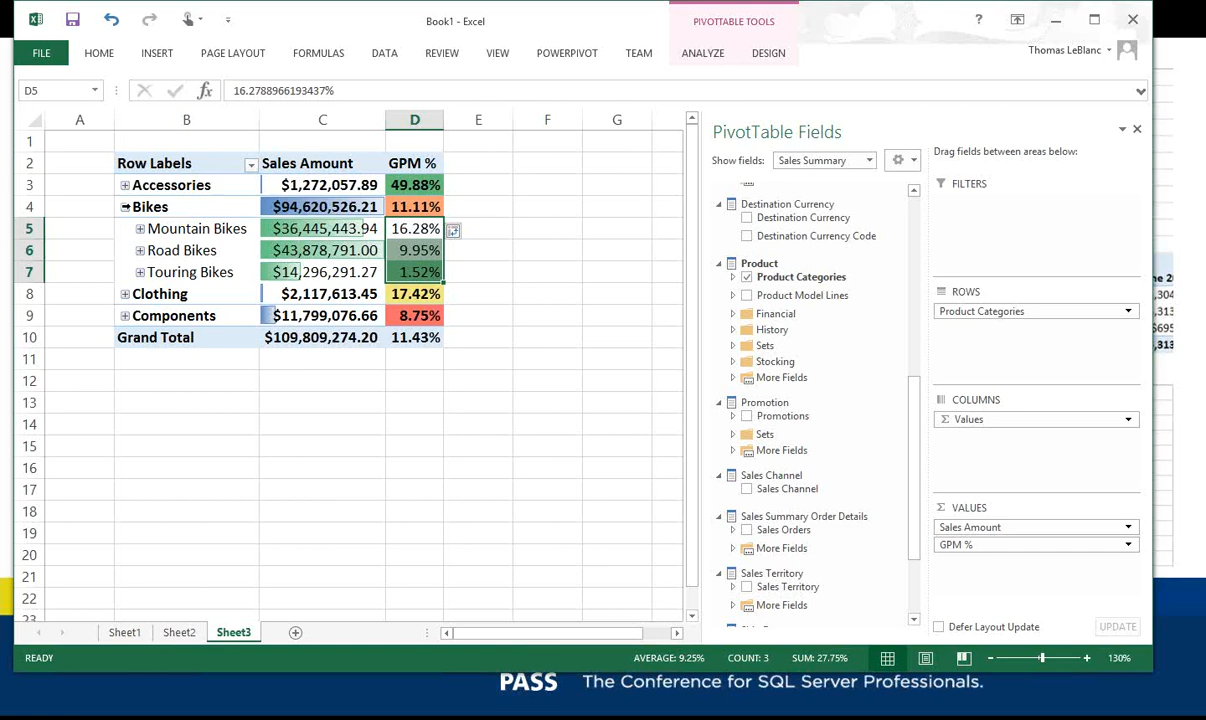 Book1 - Excel
PIVOTTABLE TOOLS
?
FILE
HOME
INSERT
PAGE LAYOUT
FORMULAS
DATA
REVIEW
VIEW
POWERPIVOT
TEAM
ANALYZE
DESIGN
Thomas LeBlanc
D5
fx
16.2788966193437%
A B C D E F G
1
2 Row Labels Sales Amount GPM %
3 Accessories $1,272,057.89 49.88%
4 Bikes $94,620,526.21 11.11%
5 Mountain Bikes $36,445,443.94 16.28%
6 Road Bikes $43,878,791.00 9.95%
7 Touring Bikes $14,296,291.27 1.52%
8 Clothing $2,117,613.45 17.42%
9 Components $11,799,076.66 8.75%
10 Grand Total $109,809,274.20 11.43%
11
12
13
14
15
16
17
18
19
20
21
22
23
Sheet1
Sheet2
Sheet3
READY
AVERAGE: 9.25%
COUNT: 3
SUM: 27.75%
130%
PivotTable Fields
Show fields:
Sales Summary
Destination Currency
Destination Currency
Destination Currency Code
Product
Product Categories
Product Model Lines
Financial
History
Sets
Stocking
More Fields
Promotion
Promotions
Sets
More Fields
Sales Channel
Sales Channel
Sales Summary Order Details
Sales Orders
More Fields
Sales Territory
Sales Territory
More Fields
Drag fields between areas below:
FILTERS
ROWS
Product Categories
COLUMNS
Σ Values
Σ VALUES
Sales Amount
GPM %
Defer Layout Update
UPDATE
PASS
The Conference for SQL Server Professionals.